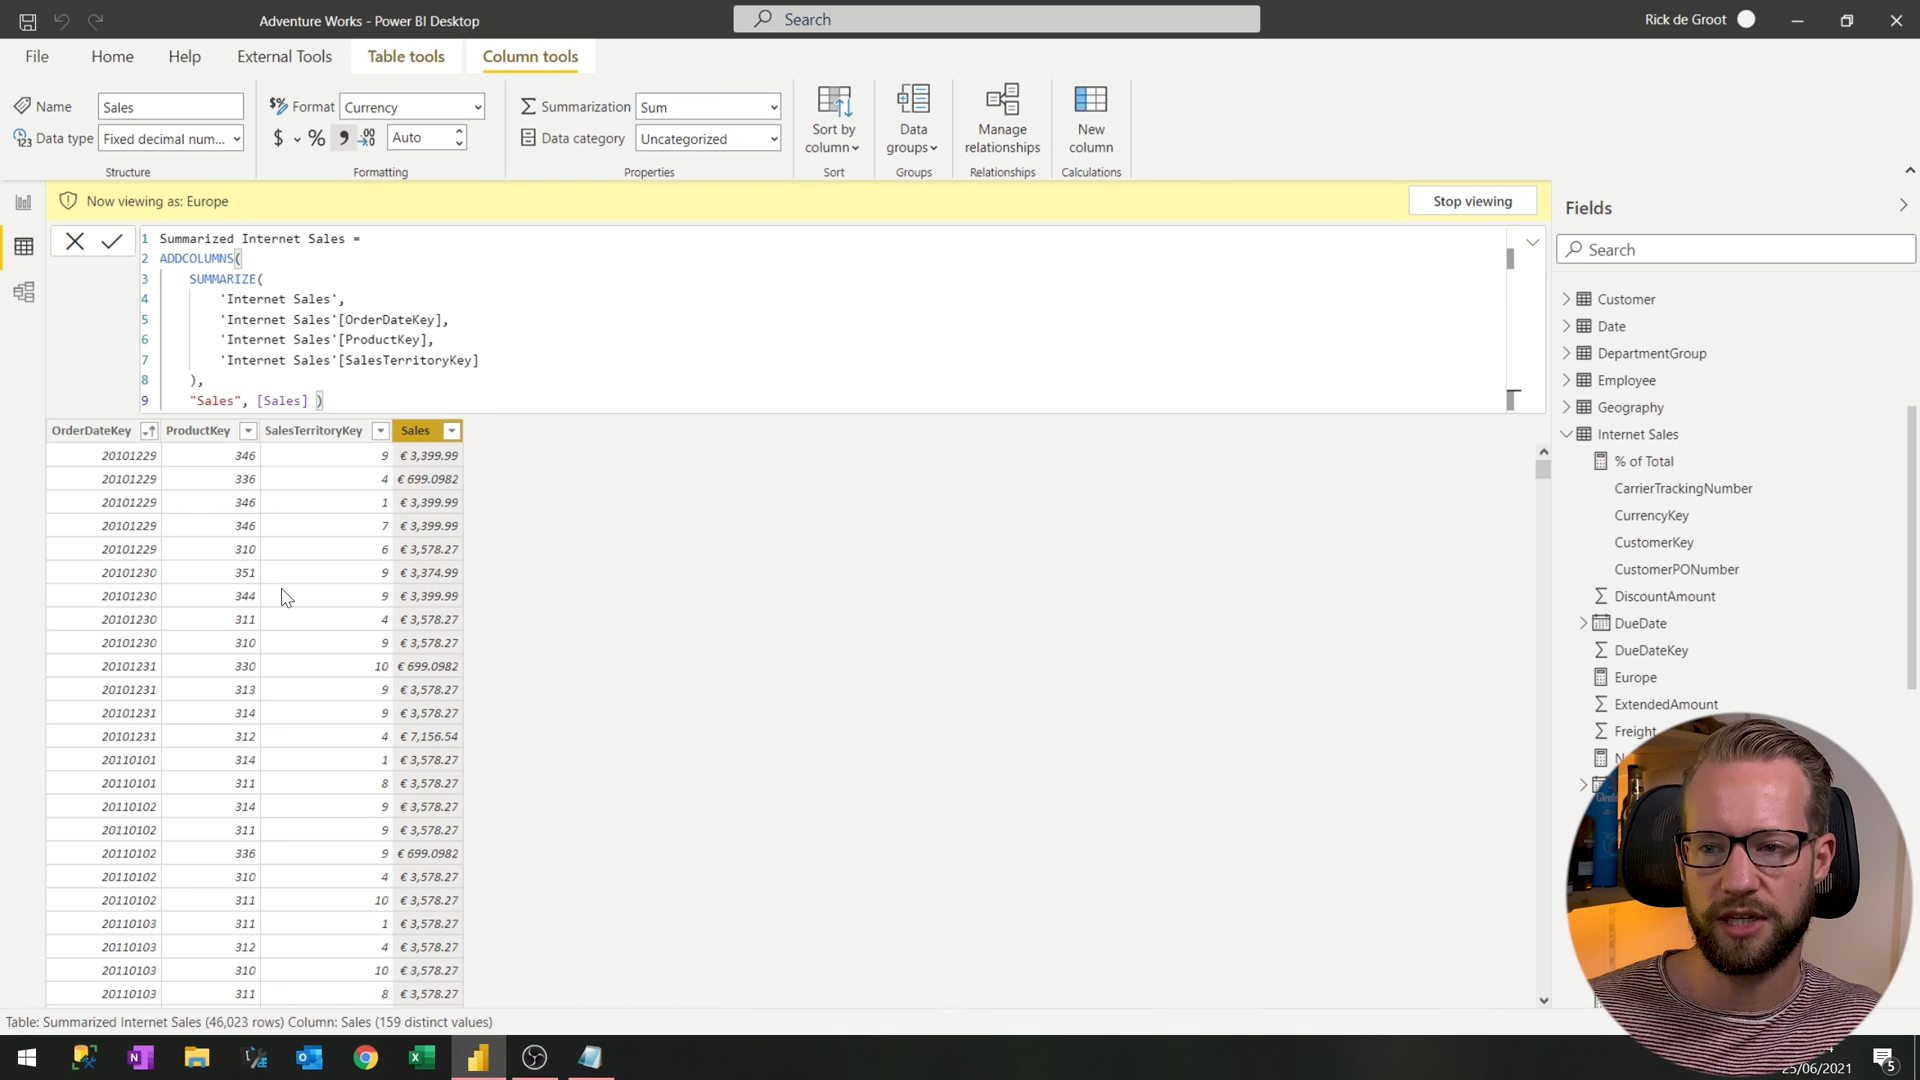 Adventure Works - Power BI Desktop
Search
Rick de Groot
File
Home
Help
External Tools
Table tools
Column tools
Name
Sales
Format
Currency
Summarization
Sum
Data type
Fixed decimal num...
$
%
Auto
Data category
Uncategorized
Sort by
column
Data
groups
Manage
relationships
New
column
Structure
Formatting
Properties
Sort
Groups
Relationships
Calculations
Now viewing as: Europe
Stop viewing
1 Summarized Internet Sales =
2 ADDCOLUMNS(
3 SUMMARIZE(
4 'Internet Sales',
5 'Internet Sales'[OrderDateKey],
6 'Internet Sales'[ProductKey],
7 'Internet Sales'[SalesTerritoryKey]
8 ),
9 "Sales", [Sales] )
OrderDateKey ProductKey SalesTerritoryKey Sales
20101229 346 9 € 3,399.99
20101229 336 4 € 699.0982
20101229 346 1 € 3,399.99
20101229 346 7 € 3,399.99
20101229 310 6 € 3,578.27
20101230 351 9 € 3,374.99
20101230 344 9 € 3,399.99
20101230 311 4 € 3,578.27
20101230 310 9 € 3,578.27
20101231 330 10 € 699.0982
20101231 313 9 € 3,578.27
20101231 314 9 € 3,578.27
20101231 312 4 € 7,156.54
20110101 314 1 € 3,578.27
20110101 311 8 € 3,578.27
20110102 314 9 € 3,578.27
20110102 311 9 € 3,578.27
20110102 336 9 € 699.0982
20110102 310 4 € 3,578.27
20110102 311 10 € 3,578.27
20110103 311 1 € 3,578.27
20110103 312 4 € 3,578.27
20110103 310 10 € 3,578.27
20110103 311 8 € 3,578.27
Table: Summarized Internet Sales (46,023 rows) Column: Sales (159 distinct values)
Fields
Search
Customer
Date
DepartmentGroup
Employee
Geography
Internet Sales
% of Total
CarrierTrackingNumber
CurrencyKey
CustomerKey
CustomerPONumber
DiscountAmount
DueDate
DueDateKey
Europe
ExtendedAmount
Freight
25/06/2021
5